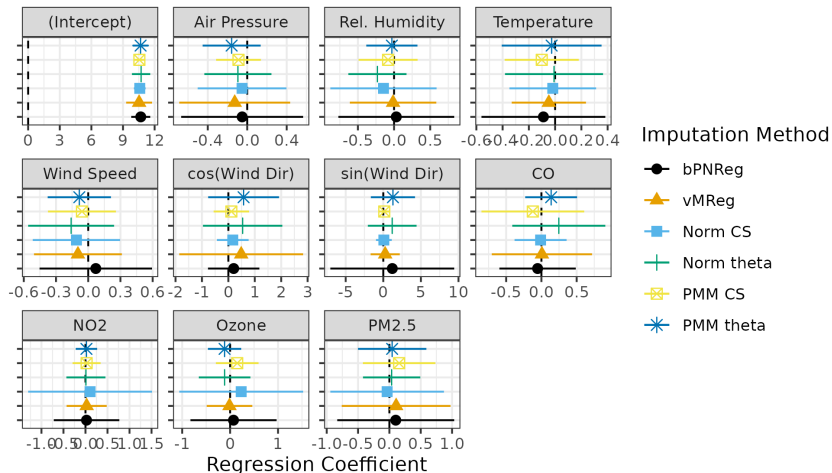 (Intercept) Air Pressure Rel. Humidity Temperature
0 3 6 9 12 -0.4 0.0 0.4 0.0 0.5 -0.6 -0.4 -0.2 0.0 0.2 0.4
Wind Speed cos(Wind Dir) sin(Wind Dir) CO
-0.6 -0.3 0.0 0.3 0.6 -2 -1 0 1 2 3 -5 0 5 10 0.0 0.5
NO2 Ozone PM2.5
-1.0 -0.5 0.0 0.5 1.0 1.5 -1 0 1 -1.0 -0.5 0.0 0.5 1.0
Regression Coefficient
Imputation Method
bPNReg
vMReg
Norm CS
Norm theta
PMM CS
PMM theta